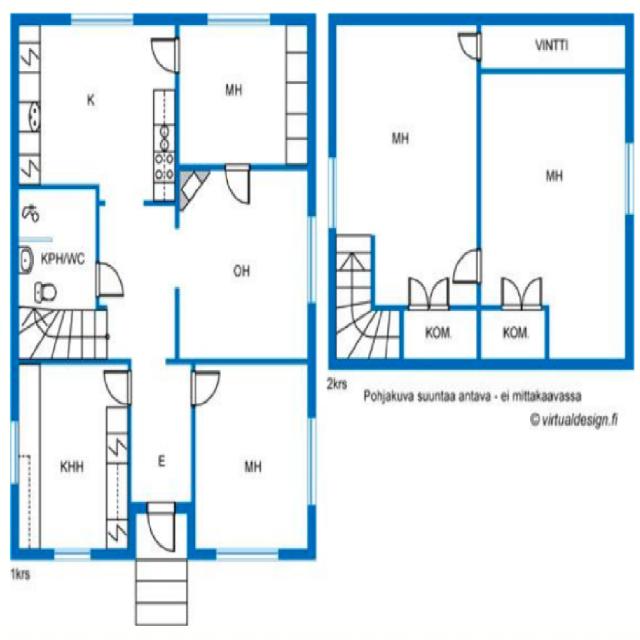 K
MH
KPH/WC
OH
KHH
E
MH
1krs
VINTTI
MH
MH
KOM.
KOM.
2krs
Pohjakuva suuntaa antava - ei mittakaavassa
© virtualdesign.fi